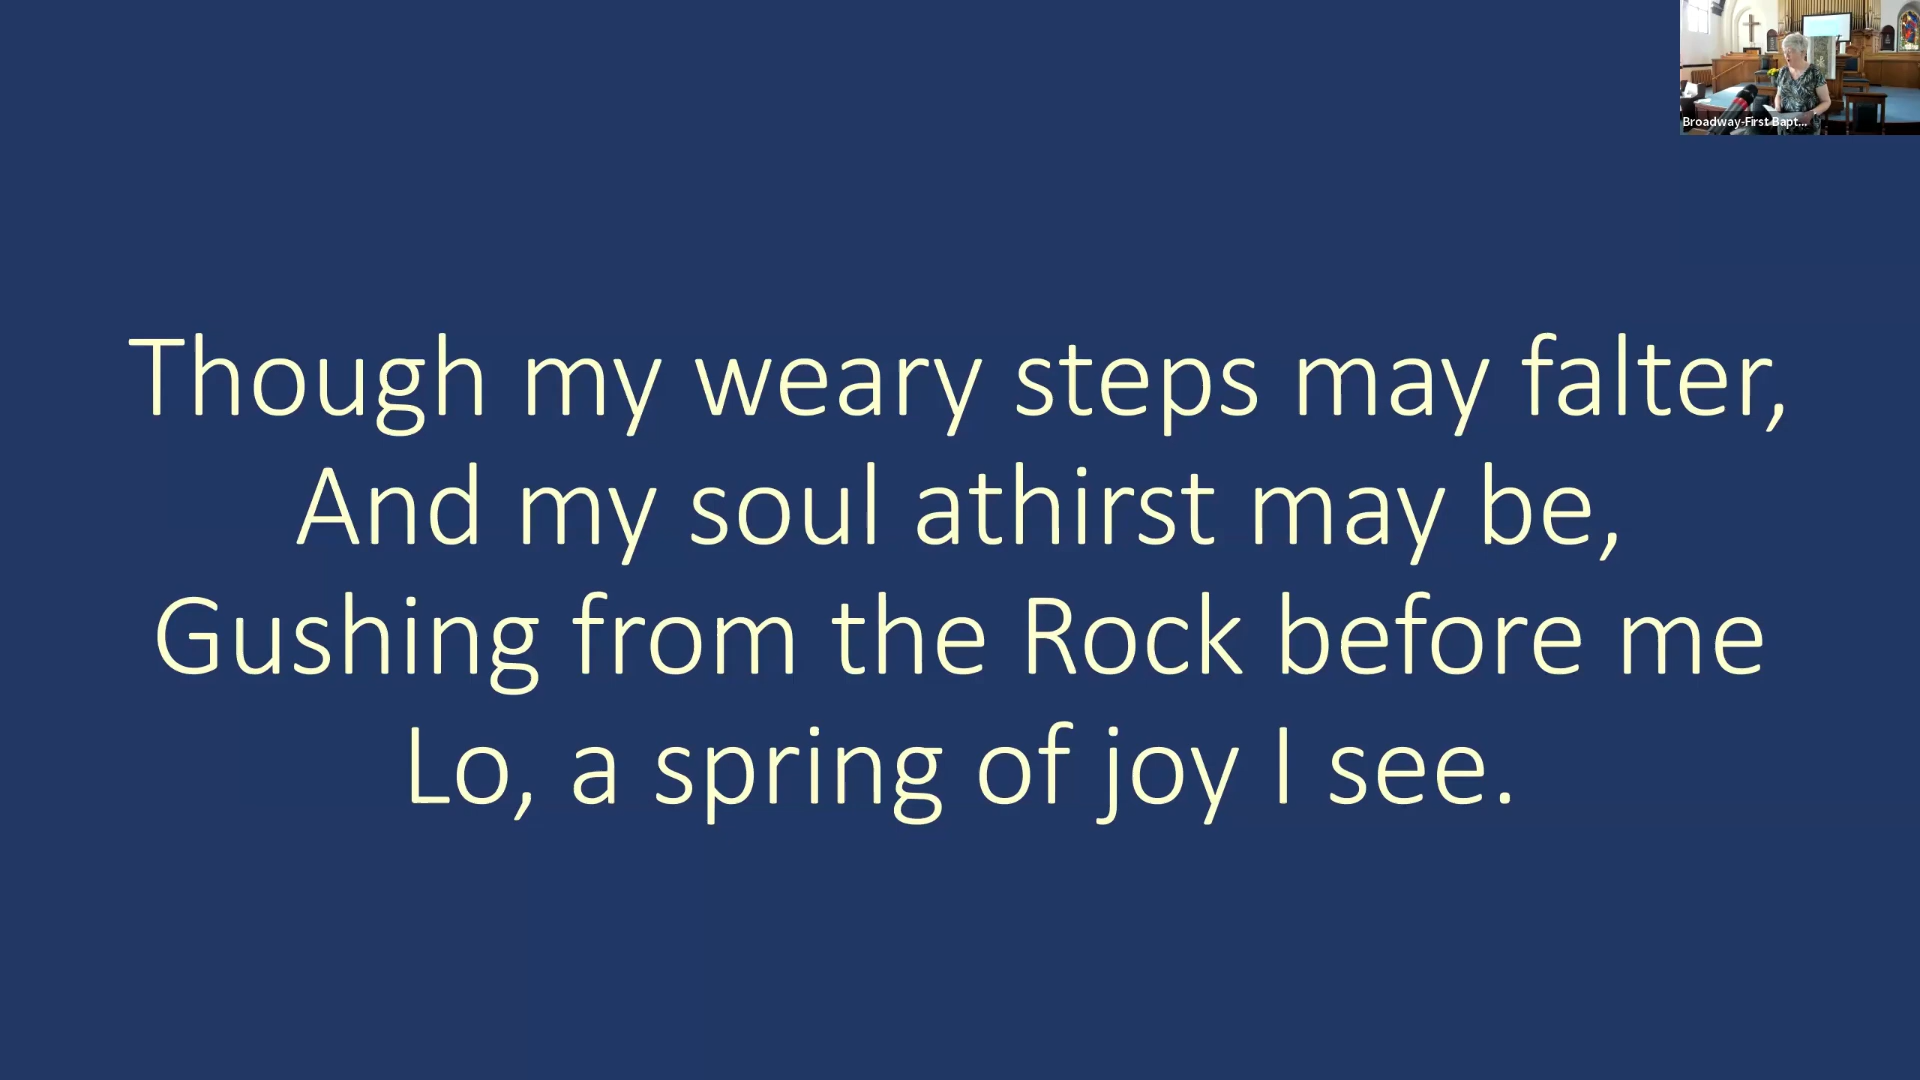 Broadway-First Bapt...
Though my weary steps may falter,
And my soul athirst may be,
Gushing from the Rock before me
Lo, a spring of joy I see.